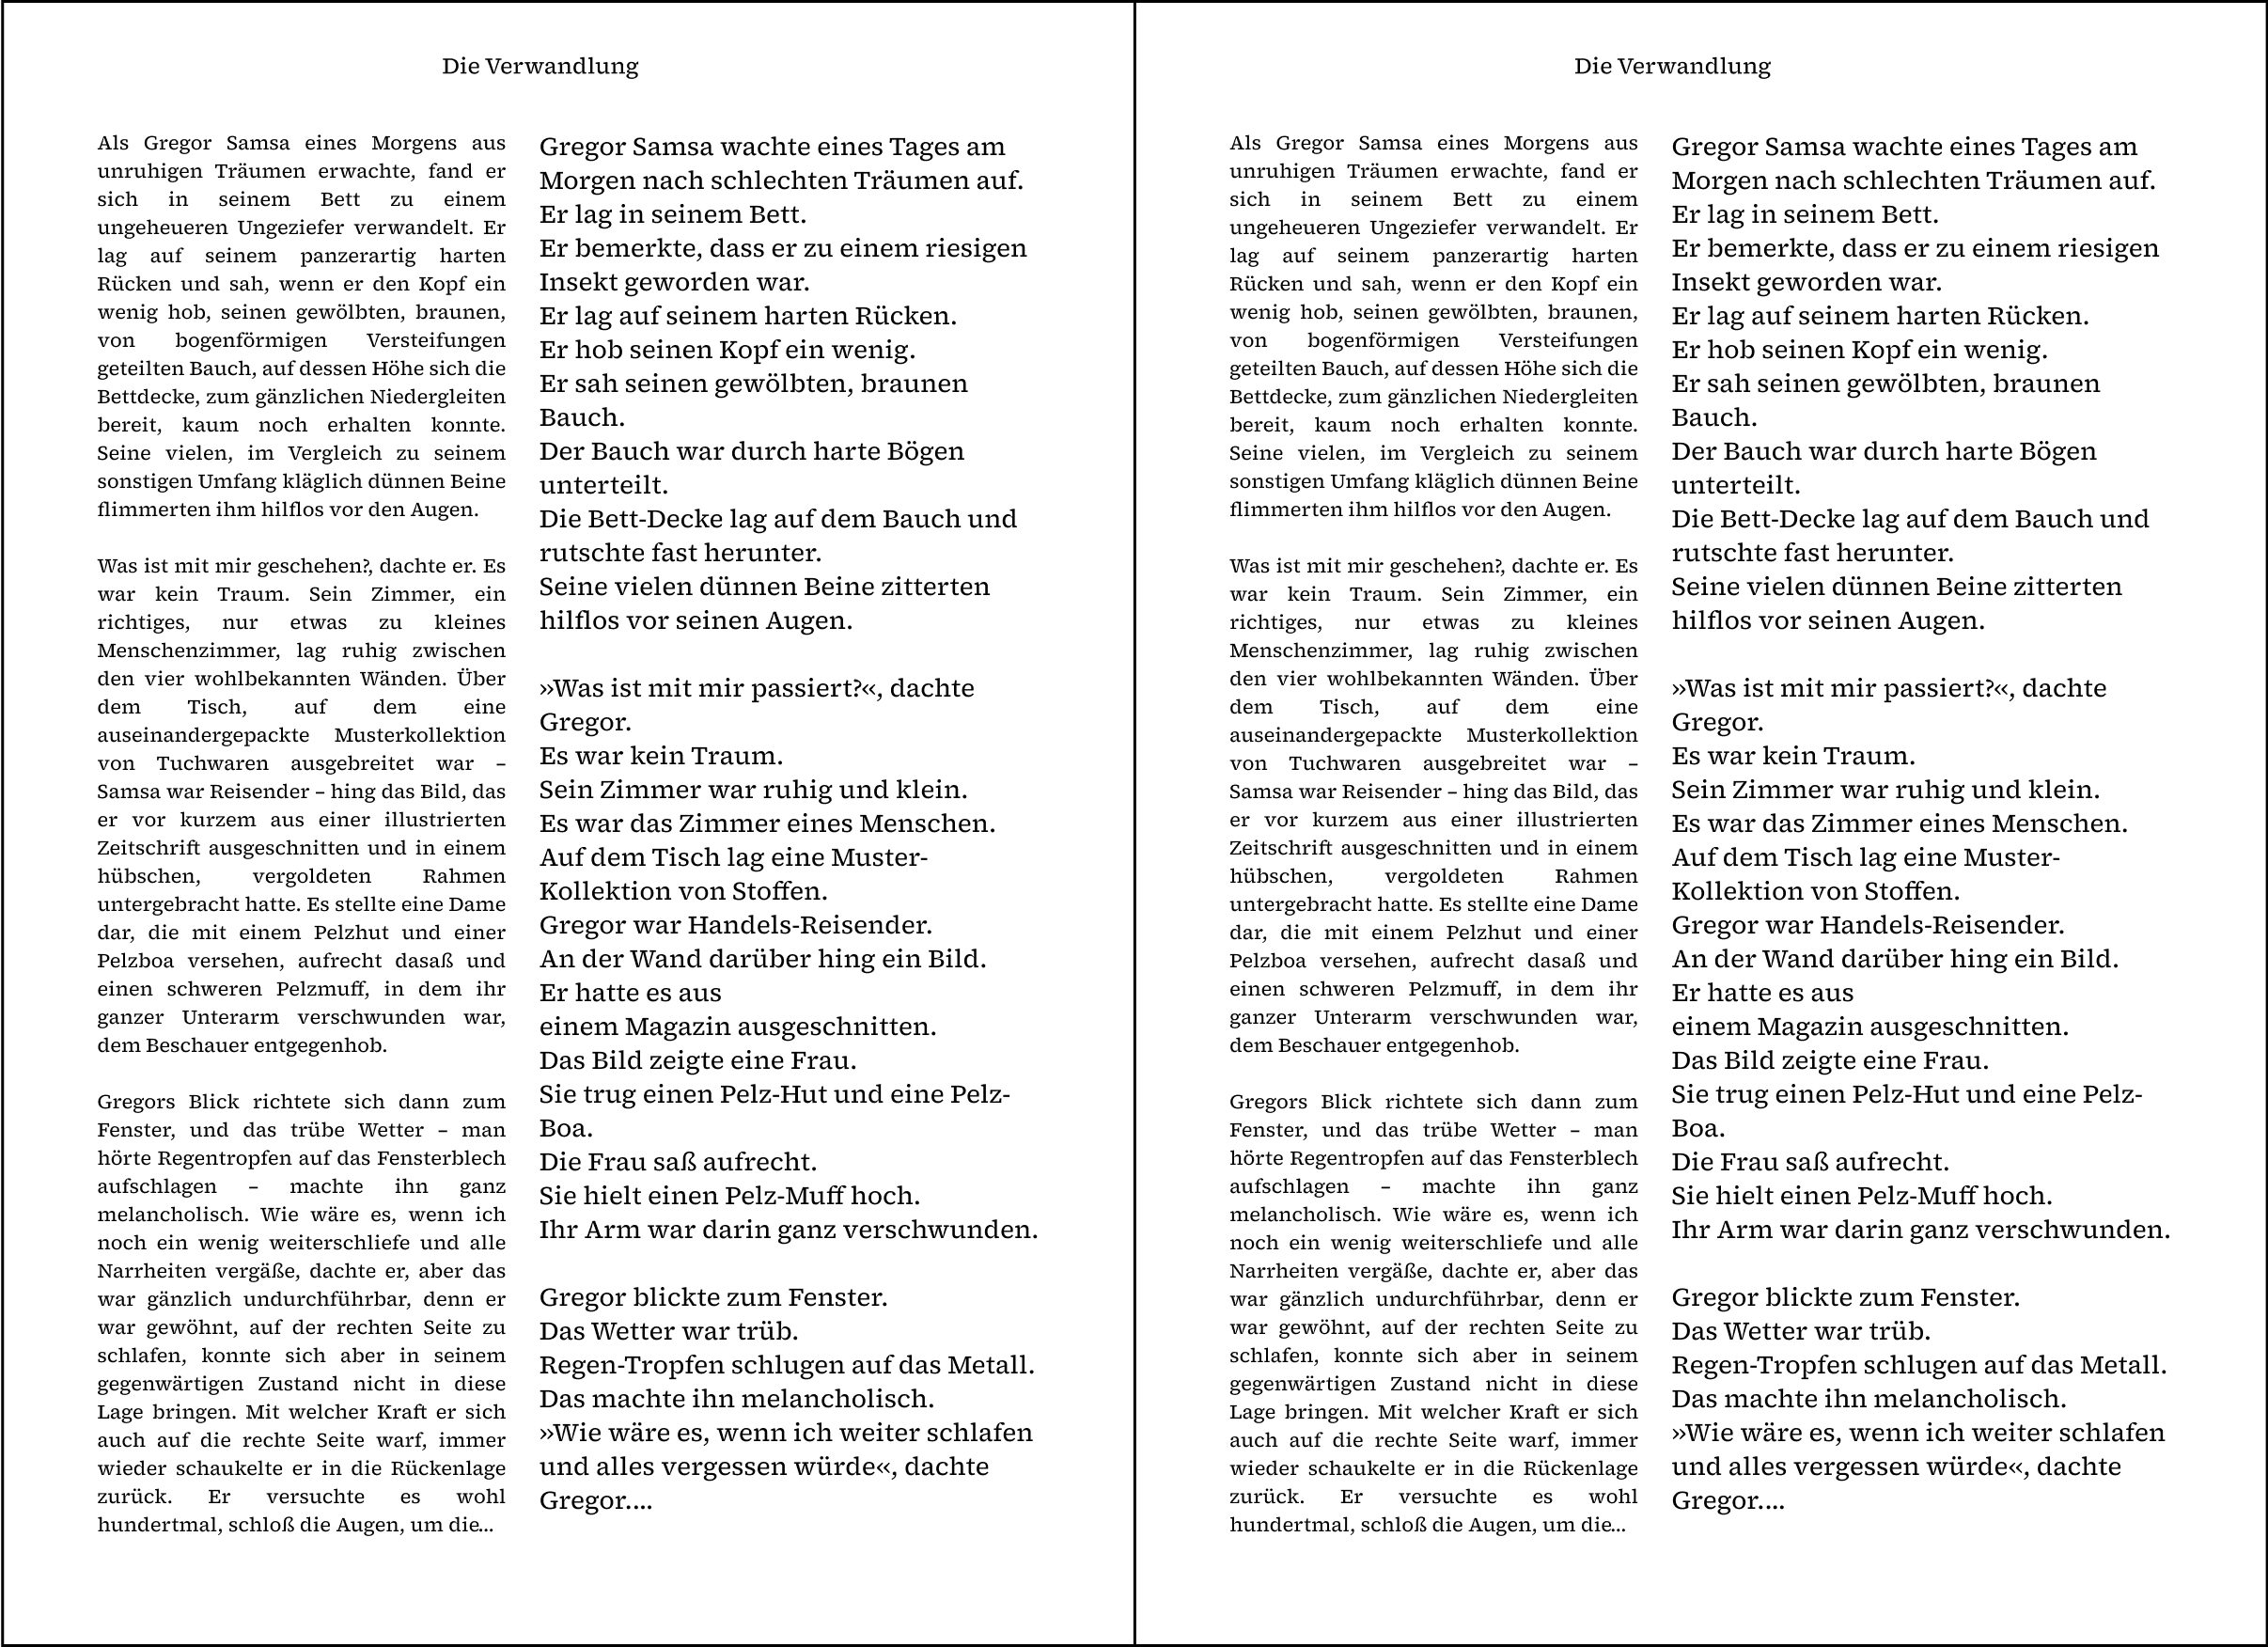 Die Verwandlung
Als Gregor Samsa eines Morgens aus
unruhigen Träumen erwachte, fand er
sich in seinem Bett zu einem
ungeheueren Ungeziefer verwandelt. Er
lag auf seinem panzerartig harten
Rücken und sah, wenn er den Kopf ein
wenig hob, seinen gewölbten, braunen,
von bogenförmigen Versteifungen
geteilten Bauch, auf dessen Höhe sich die
Bettdecke, zum gänzlichen Niedergleiten
bereit, kaum noch erhalten konnte.
Seine vielen, im Vergleich zu seinem
sonstigen Umfang kläglich dünnen Beine
flimmerten ihm hilflos vor den Augen.
Was ist mit mir geschehen?, dachte er. Es
war kein Traum. Sein Zimmer, ein
richtiges, nur etwas zu kleines
Menschenzimmer, lag ruhig zwischen
den vier wohlbekannten Wänden. Über
dem Tisch, auf dem eine
auseinandergepackte Musterkollektion
von Tuchwaren ausgebreitet war –
Samsa war Reisender – hing das Bild, das
er vor kurzem aus einer illustrierten
Zeitschrift ausgeschnitten und in einem
hübschen, vergoldeten Rahmen
untergebracht hatte. Es stellte eine Dame
dar, die mit einem Pelzhut und einer
Pelzboa versehen, aufrecht dasaß und
einen schweren Pelzmuff, in dem ihr
ganzer Unterarm verschwunden war,
dem Beschauer entgegenhob.
Gregors Blick richtete sich dann zum
Fenster, und das trübe Wetter – man
hörte Regentropfen auf das Fensterblech
aufschlagen – machte ihn ganz
melancholisch. Wie wäre es, wenn ich
noch ein wenig weiterschliefe und alle
Narrheiten vergäße, dachte er, aber das
war gänzlich undurchführbar, denn er
war gewöhnt, auf der rechten Seite zu
schlafen, konnte sich aber in seinem
gegenwärtigen Zustand nicht in diese
Lage bringen. Mit welcher Kraft er sich
auch auf die rechte Seite warf, immer
wieder schaukelte er in die Rückenlage
zurück. Er versuchte es wohl
hundertmal, schloß die Augen, um die...
Gregor Samsa wachte eines Tages am
Morgen nach schlechten Träumen auf.
Er lag in seinem Bett.
Er bemerkte, dass er zu einem riesigen
Insekt geworden war.
Er lag auf seinem harten Rücken.
Er hob seinen Kopf ein wenig.
Er sah seinen gewölbten, braunen
Bauch.
Der Bauch war durch harte Bögen
unterteilt.
Die Bett-Decke lag auf dem Bauch und
rutschte fast herunter.
Seine vielen dünnen Beine zitterten
hilflos vor seinen Augen.
»Was ist mit mir passiert?«, dachte
Gregor.
Es war kein Traum.
Sein Zimmer war ruhig und klein.
Es war das Zimmer eines Menschen.
Auf dem Tisch lag eine Muster-
Kollektion von Stoffen.
Gregor war Handels-Reisender.
An der Wand darüber hing ein Bild.
Er hatte es aus
einem Magazin ausgeschnitten.
Das Bild zeigte eine Frau.
Sie trug einen Pelz-Hut und eine Pelz-
Boa.
Die Frau saß aufrecht.
Sie hielt einen Pelz-Muff hoch.
Ihr Arm war darin ganz verschwunden.
Gregor blickte zum Fenster.
Das Wetter war trüb.
Regen-Tropfen schlugen auf das Metall.
Das machte ihn melancholisch.
»Wie wäre es, wenn ich weiter schlafen
und alles vergessen würde«, dachte
Gregor....
Die Verwandlung
Als Gregor Samsa eines Morgens aus
unruhigen Träumen erwachte, fand er
sich in seinem Bett zu einem
ungeheueren Ungeziefer verwandelt. Er
lag auf seinem panzerartig harten
Rücken und sah, wenn er den Kopf ein
wenig hob, seinen gewölbten, braunen,
von bogenförmigen Versteifungen
geteilten Bauch, auf dessen Höhe sich die
Bettdecke, zum gänzlichen Niedergleiten
bereit, kaum noch erhalten konnte.
Seine vielen, im Vergleich zu seinem
sonstigen Umfang kläglich dünnen Beine
flimmerten ihm hilflos vor den Augen.
Was ist mit mir geschehen?, dachte er. Es
war kein Traum. Sein Zimmer, ein
richtiges, nur etwas zu kleines
Menschenzimmer, lag ruhig zwischen
den vier wohlbekannten Wänden. Über
dem Tisch, auf dem eine
auseinandergepackte Musterkollektion
von Tuchwaren ausgebreitet war –
Samsa war Reisender – hing das Bild, das
er vor kurzem aus einer illustrierten
Zeitschrift ausgeschnitten und in einem
hübschen, vergoldeten Rahmen
untergebracht hatte. Es stellte eine Dame
dar, die mit einem Pelzhut und einer
Pelzboa versehen, aufrecht dasaß und
einen schweren Pelzmuff, in dem ihr
ganzer Unterarm verschwunden war,
dem Beschauer entgegenhob.
Gregors Blick richtete sich dann zum
Fenster, und das trübe Wetter – man
hörte Regentropfen auf das Fensterblech
aufschlagen – machte ihn ganz
melancholisch. Wie wäre es, wenn ich
noch ein wenig weiterschliefe und alle
Narrheiten vergäße, dachte er, aber das
war gänzlich undurchführbar, denn er
war gewöhnt, auf der rechten Seite zu
schlafen, konnte sich aber in seinem
gegenwärtigen Zustand nicht in diese
Lage bringen. Mit welcher Kraft er sich
auch auf die rechte Seite warf, immer
wieder schaukelte er in die Rückenlage
zurück. Er versuchte es wohl
hundertmal, schloß die Augen, um die...
Gregor Samsa wachte eines Tages am
Morgen nach schlechten Träumen auf.
Er lag in seinem Bett.
Er bemerkte, dass er zu einem riesigen
Insekt geworden war.
Er lag auf seinem harten Rücken.
Er hob seinen Kopf ein wenig.
Er sah seinen gewölbten, braunen
Bauch.
Der Bauch war durch harte Bögen
unterteilt.
Die Bett-Decke lag auf dem Bauch und
rutschte fast herunter.
Seine vielen dünnen Beine zitterten
hilflos vor seinen Augen.
»Was ist mit mir passiert?«, dachte
Gregor.
Es war kein Traum.
Sein Zimmer war ruhig und klein.
Es war das Zimmer eines Menschen.
Auf dem Tisch lag eine Muster-
Kollektion von Stoffen.
Gregor war Handels-Reisender.
An der Wand darüber hing ein Bild.
Er hatte es aus
einem Magazin ausgeschnitten.
Das Bild zeigte eine Frau.
Sie trug einen Pelz-Hut und eine Pelz-
Boa.
Die Frau saß aufrecht.
Sie hielt einen Pelz-Muff hoch.
Ihr Arm war darin ganz verschwunden.
Gregor blickte zum Fenster.
Das Wetter war trüb.
Regen-Tropfen schlugen auf das Metall.
Das machte ihn melancholisch.
»Wie wäre es, wenn ich weiter schlafen
und alles vergessen würde«, dachte
Gregor....